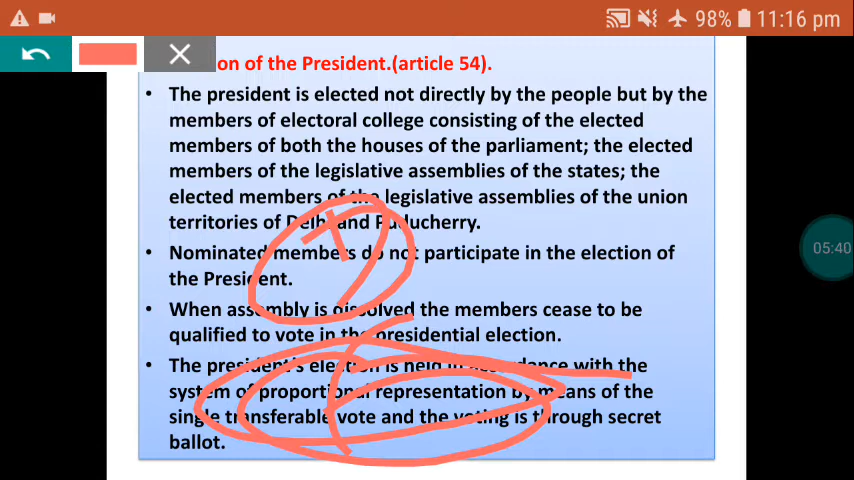 98% 11:16 pm
on of the President.(article 54).
• The president is elected not directly by the people but by the
members of electoral college consisting of the elected
members of both the houses of the parliament; the elected
members of the legislative assemblies of the states; the
elected members of the legislative assemblies of the union
territories of Delhi and Puducherry.
• Nominated members do not participate in the election of
the President.
• When assembly is dissolved the members cease to be
qualified to vote in the presidential election.
• The president's election is held in accordance with the
system of proportional representation by means of the
single transferable vote and the voting is through secret
ballot.
05:40